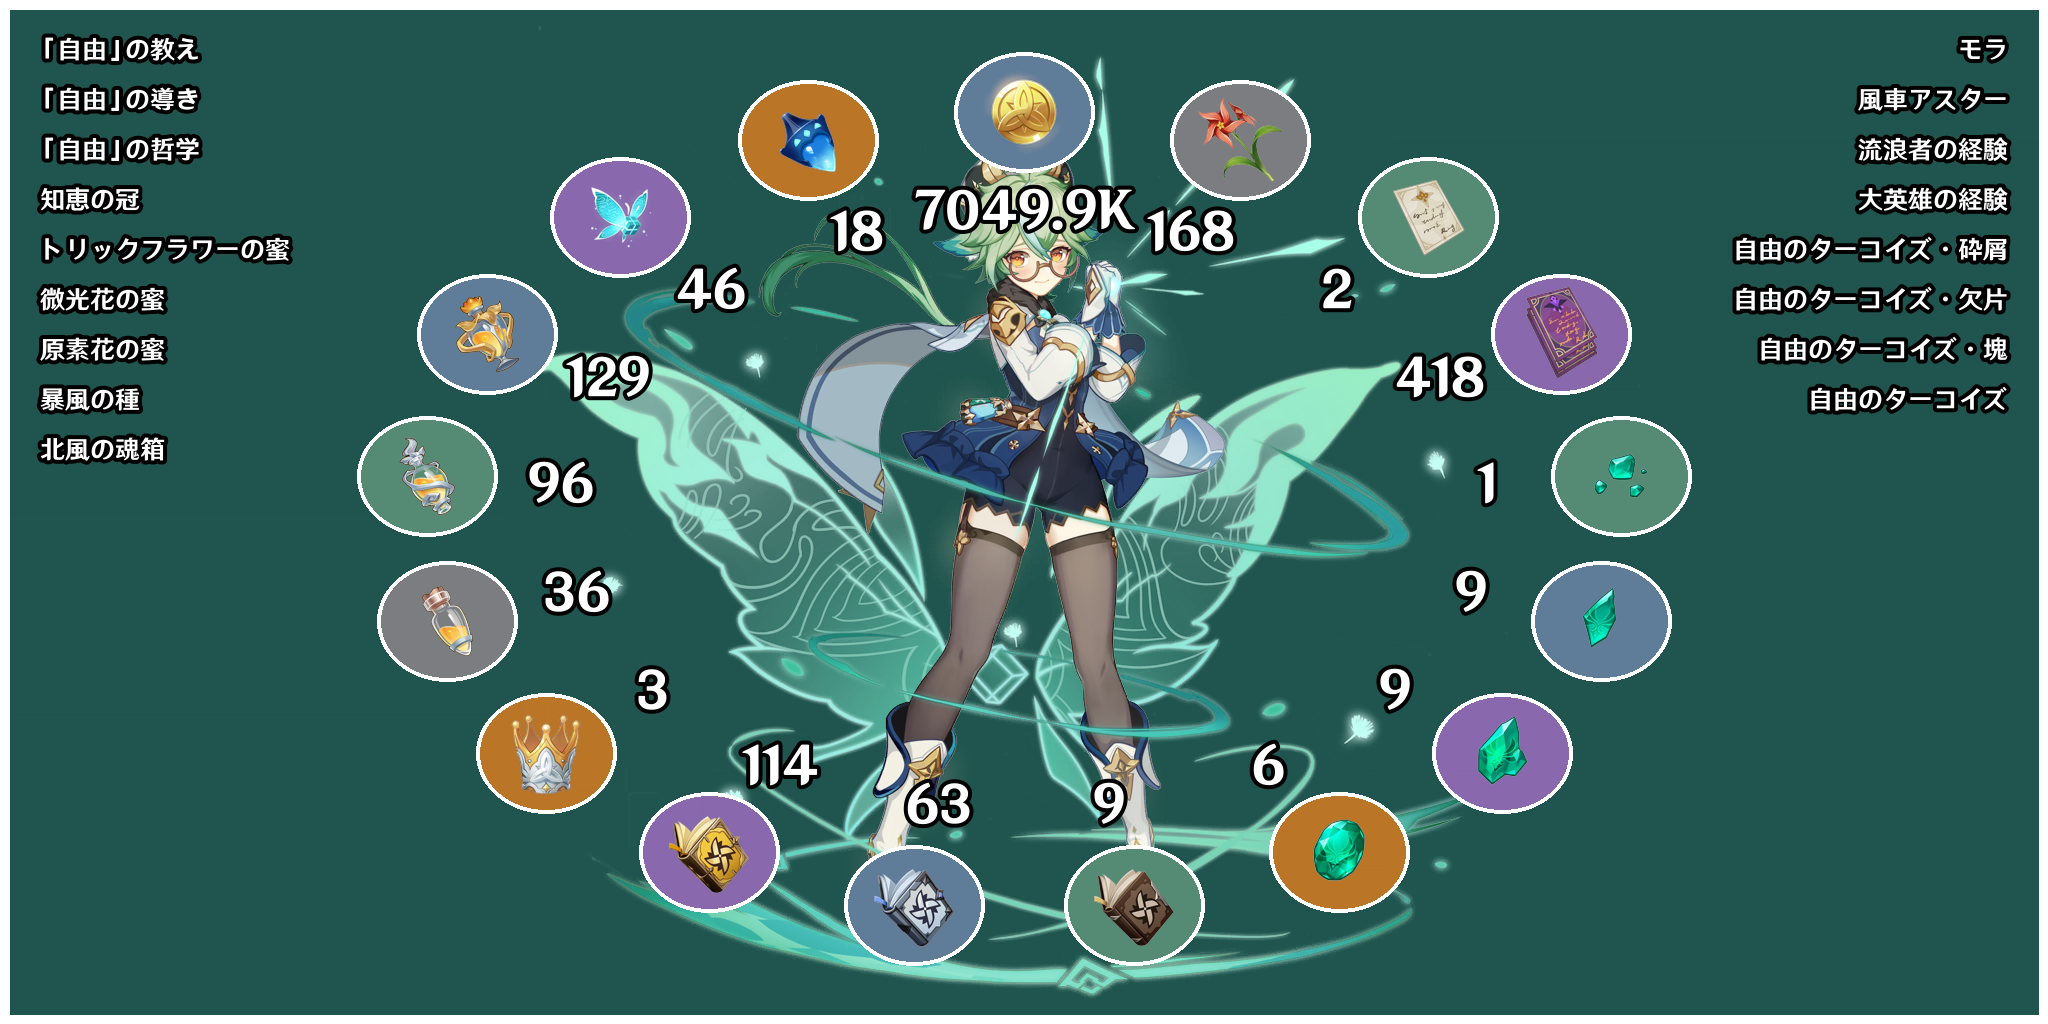 「自由」の教え
「自由」の導き
「自由」の哲学
知恵の冠
トリックフラワーの蜜
微光花の蜜
原素花の蜜
暴風の種
北風の魂箱
モラ
風車アスター
流浪者の経験
大英雄の経験
自由のターコイズ・砕屑
自由のターコイズ・欠片
自由のターコイズ・塊
自由のターコイズ
7049.9K
168
2
418
1
9
9
6
9
63
114
3
36
96
129
46
18